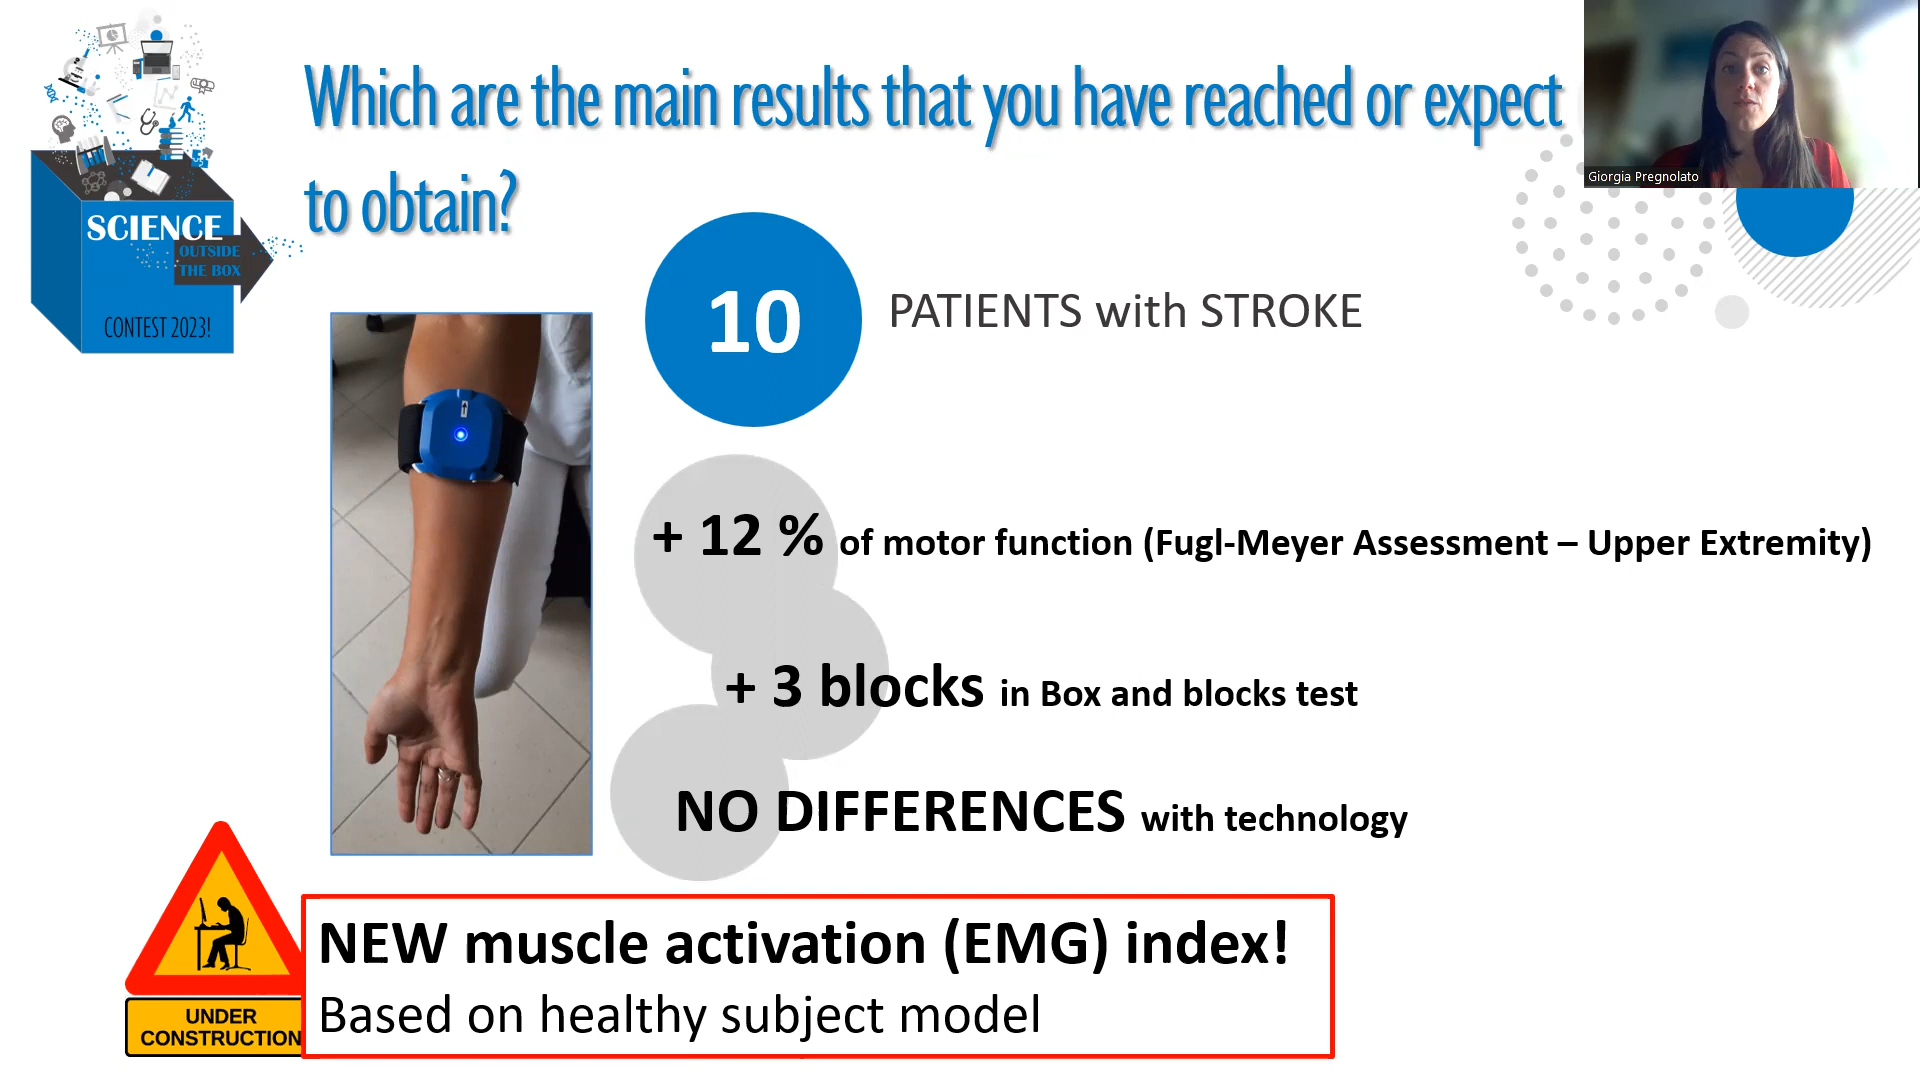 Which are the main results that you have reached or expect
to obtain?
Giorgia Pregnolato
SCIENCE
OUTSIDE
THE BOX
CONTEST 2023!
10
PATIENTS with STROKE
+ 12 % of motor function (Fugl-Meyer Assessment – Upper Extremity)
+ 3 blocks in Box and blocks test
NO DIFFERENCES with technology
UNDER
CONSTRUCTION
NEW muscle activation (EMG) index!
Based on healthy subject model